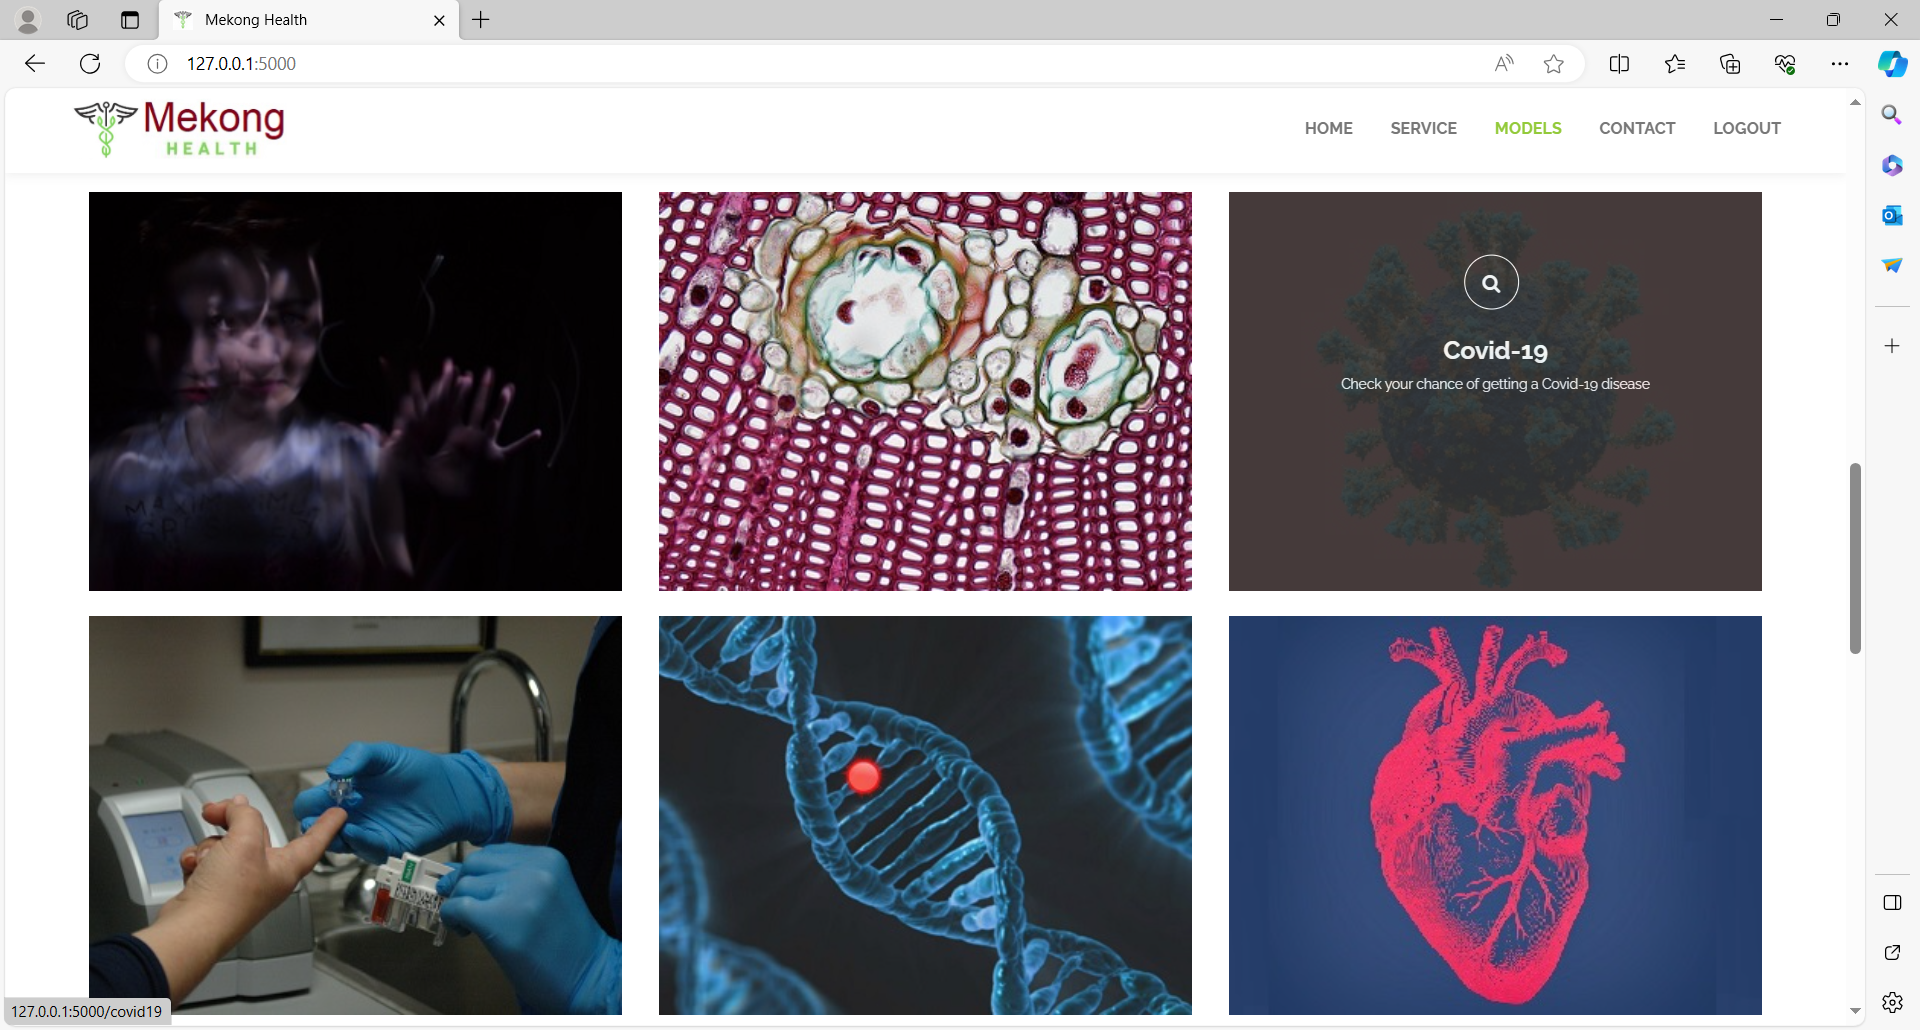 Mekong Health
127.0.0.1:5000
Mekong
HEALTH
HOME SERVICE MODELS CONTACT LOGOUT
Covid-19
Check your chance of getting a Covid-19 disease
127.0.0.1:5000/covid19